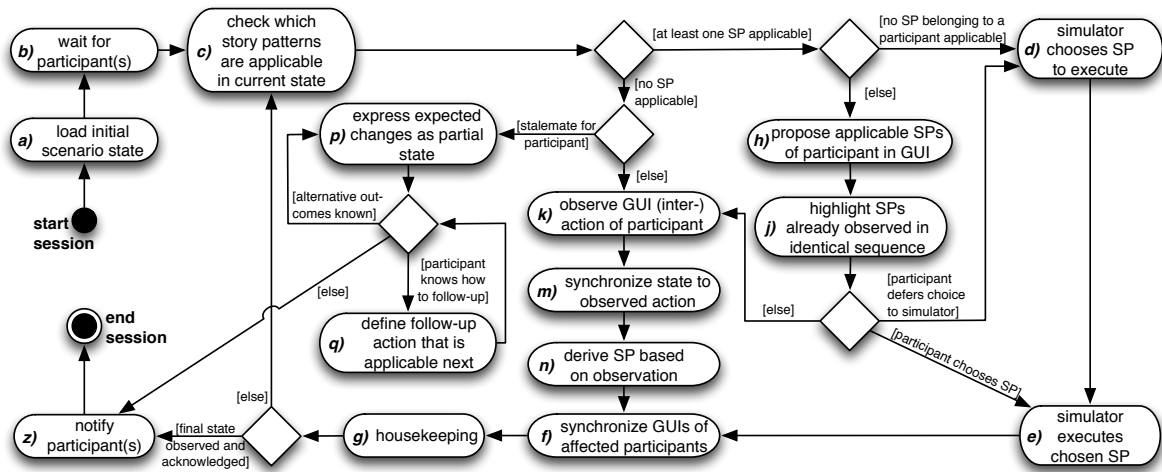 b) wait for
participant(s)
c) check which
story patterns
are applicable
in current state
[at least one SP applicable]
[no SP belonging to a
participant applicable]
d) simulator
chooses SP
to execute
[no SP
applicable]
[else]
a) load initial
scenario state
p) express expected
changes as partial
state
[stalemate for
participant]
h) propose applicable SPs
of participant in GUI
[else]
[alternative out-
comes known]
k) observe GUI (inter-)
action of participant
j) highlight SPs
already observed in
identical sequence
start
session
[participant
knows how
to follow-up]
[else]
m) synchronize state to
observed action
[else]
[participant
defers choice
to simulator]
end
session
q) define follow-up
action that is
applicable next
n) derive SP based
on observation
[participant chooses SP]
[else]
z) notify
participant(s)
[final state
observed and
acknowledged]
g) housekeeping
f) synchronize GUIs of
affected participants
e) simulator
executes
chosen SP